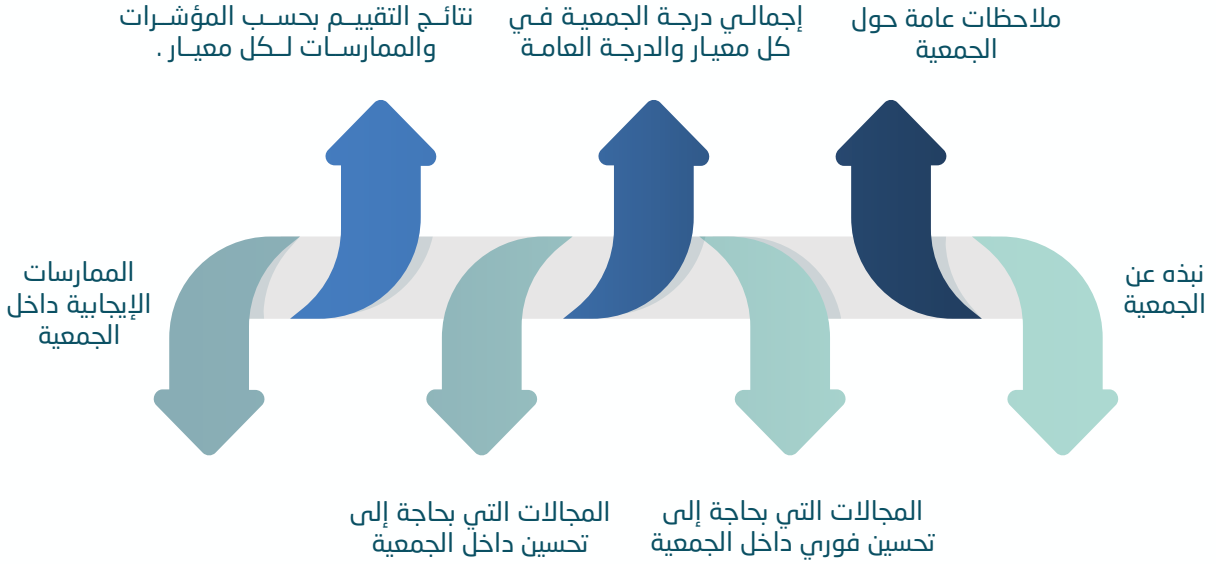 ملاحظات عامة حول
الجمعية
إجمالي درجة الجمعية في
كل معيار والدرجة العامة
نتائج التقييم بحسب المؤشرات
والممارسات لكل معيار .
نبذه عن
الجمعية
الممارسات
الإيجابية داخل
الجمعية
المجالات التي بحاجة إلى
تحسين فوري داخل الجمعية
المجالات التي بحاجة إلى
تحسين داخل الجمعية